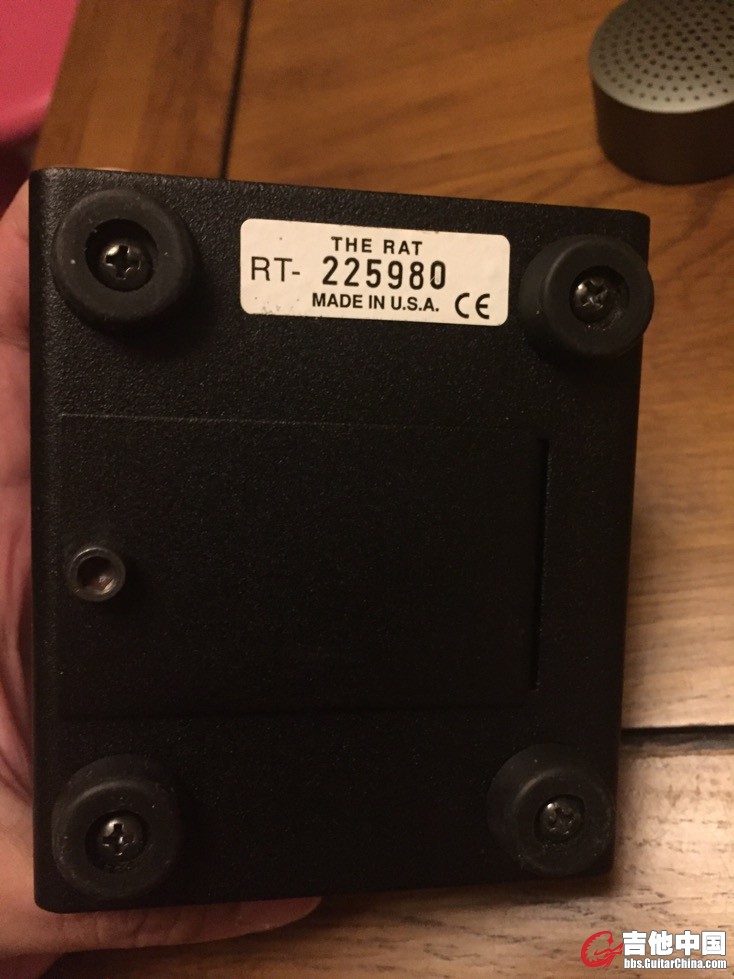 THE RAT
RT- 225980
MADE IN U.S.A. CE
吉他中国
bbs.GuitarChina.com